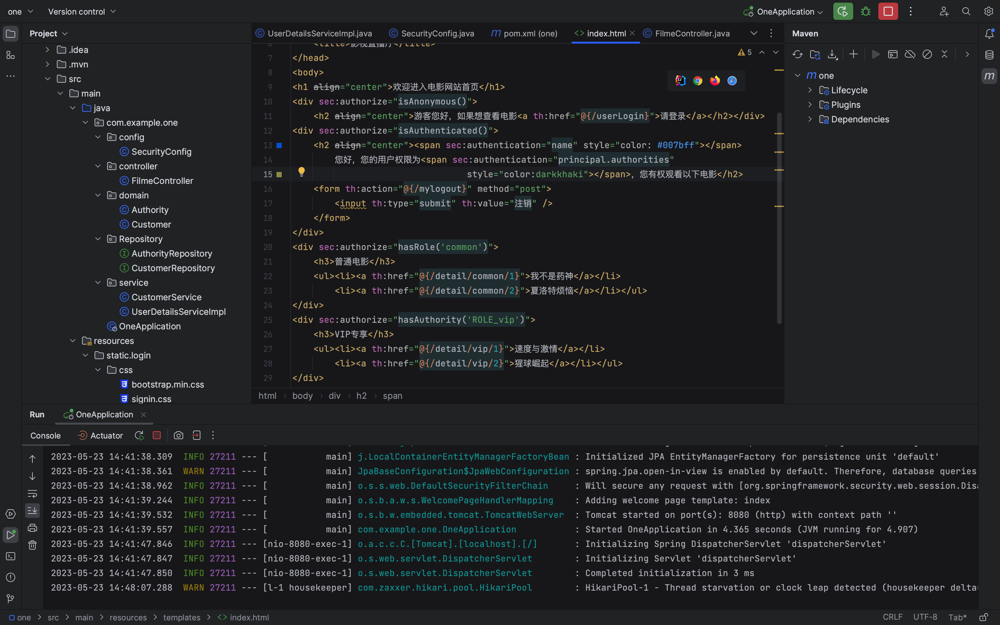 one Version control OneApplication
Project
UserDetailsServiceImpl.java SecurityConfig.java pom.xml (one) index.html FilmeController.java
Maven
.idea
.mvn
src
main
java
com.example.one
config
SecurityConfig
controller
FilmeController
domain
Authority
Customer
Repository
AuthorityRepository
CustomerRepository
service
CustomerService
UserDetailsServiceImpl
OneApplication
resources
static.login
css
bootstrap.min.css
signin.css
5
6 <title>影视直播厅</title>
7 </head>
8 <body>
9 <h1 align="center">欢迎进入电影网站首页</h1>
10 <div sec:authorize="isAnonymous()">
11 <h2 align="center">游客您好，如果想查看电影<a th:href="@{/userLogin}">请登录</a></h2></div>
12 <div sec:authorize="isAuthenticated()">
13 <h2 align="center"><span sec:authentication="name" style="color: #007bff"></span>
14 您好，您的用户权限为<span sec:authentication="principal.authorities"
15 style="color:darkkhaki"></span>，您有权观看以下电影</h2>
16 <form th:action="@{/mylogout}" method="post">
17 <input th:type="submit" th:value="注销" />
18 </form>
19 </div>
20 <div sec:authorize="hasRole('common')">
21 <h3>普通电影</h3>
22 <ul><li><a th:href="@{/detail/common/1}">我不是药神</a></li>
23 <li><a th:href="@{/detail/common/2}">夏洛特烦恼</a></li></ul>
24 </div>
25 <div sec:authorize="hasAuthority('ROLE_vip')">
26 <h3>VIP专享</h3>
27 <ul><li><a th:href="@{/detail/vip/1}">速度与激情</a></li>
28 <li><a th:href="@{/detail/vip/2}">猩球崛起</a></li></ul>
29 </div>
html body div h2 span
one
Lifecycle
Plugins
Dependencies
Run OneApplication
Console Actuator
2023-05-23 14:41:38.309 INFO 27211 --- [ main] j.LocalContainerEntityManagerFactoryBean : Initialized JPA EntityManagerFactory for persistence unit 'default'
2023-05-23 14:41:38.361 WARN 27211 --- [ main] JpaBaseConfiguration$JpaWebConfiguration : spring.jpa.open-in-view is enabled by default. Therefore, database queries
2023-05-23 14:41:38.962 INFO 27211 --- [ main] o.s.s.web.DefaultSecurityFilterChain : Will secure any request with [org.springframework.security.web.session.Disa
2023-05-23 14:41:39.244 INFO 27211 --- [ main] o.s.b.a.w.s.WelcomePageHandlerMapping : Adding welcome page template: index
2023-05-23 14:41:39.532 INFO 27211 --- [ main] o.s.b.w.embedded.tomcat.TomcatWebServer : Tomcat started on port(s): 8080 (http) with context path ''
2023-05-23 14:41:39.557 INFO 27211 --- [ main] com.example.one.OneApplication : Started OneApplication in 4.365 seconds (JVM running for 4.907)
2023-05-23 14:41:47.846 INFO 27211 --- [nio-8080-exec-1] o.a.c.c.C.[Tomcat].[localhost].[/] : Initializing Spring DispatcherServlet 'dispatcherServlet'
2023-05-23 14:41:47.847 INFO 27211 --- [nio-8080-exec-1] o.s.web.servlet.DispatcherServlet : Initializing Servlet 'dispatcherServlet'
2023-05-23 14:41:47.850 INFO 27211 --- [nio-8080-exec-1] o.s.web.servlet.DispatcherServlet : Completed initialization in 3 ms
2023-05-23 14:48:07.288 WARN 27211 --- [l-1 housekeeper] com.zaxxer.hikari.pool.HikariPool : HikariPool-1 - Thread starvation or clock leap detected (housekeeper delta=
one src main resources templates index.html
CRLF UTF-8 Tab*